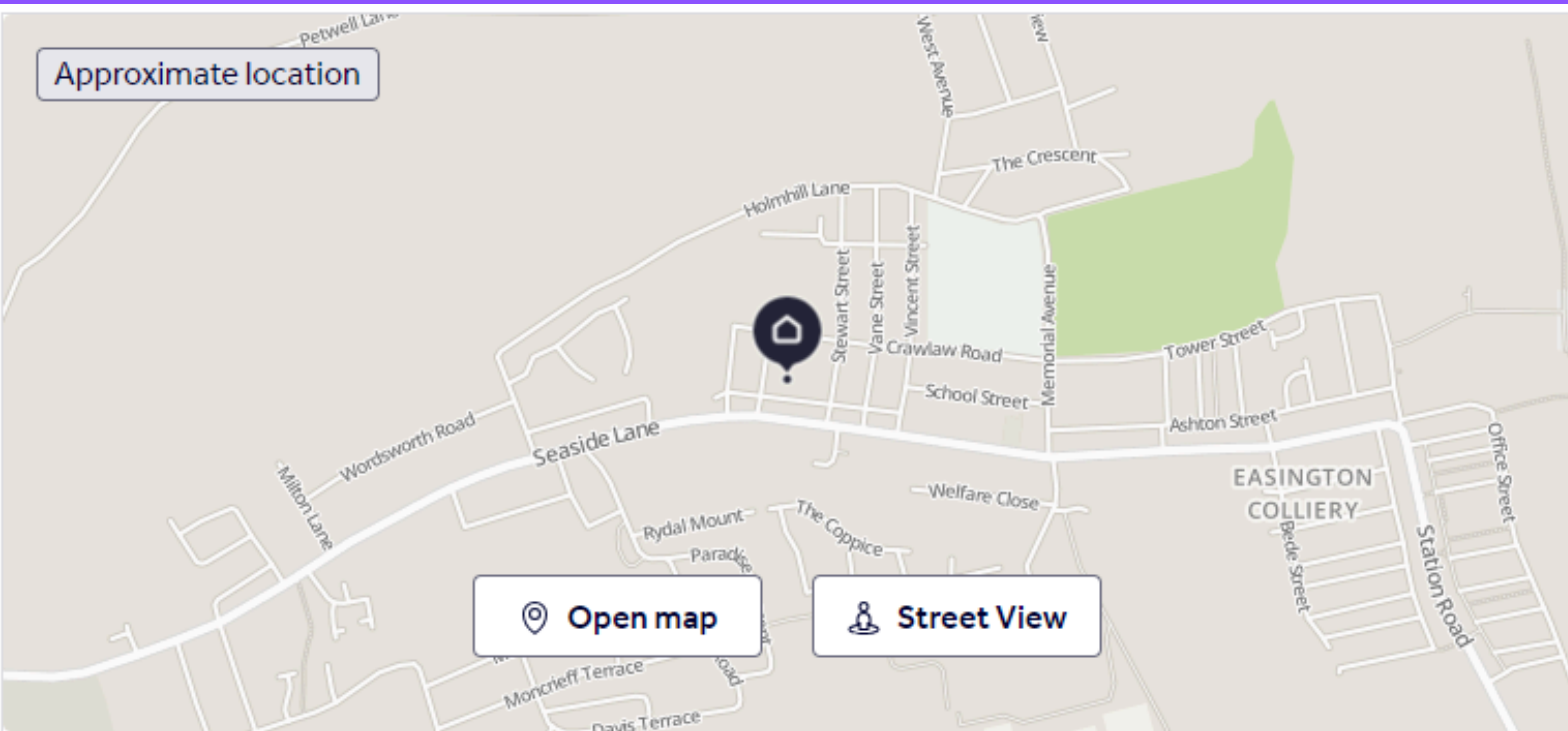 Petwell Lane
Approximate location
West Avenue
iew
The Crescent
Holmhill Lane
Stewart Street
Vane Street
Vincent Street
Memorial Avenue
Crawlaw Road
Tower Street
School Street
Ashton Street
Wordsworth Road
Seaside Lane
Milton Lane
EASINGTON
COLLIERY
Office Street
Welfare Close
Rydal Mount
The Coppice
Paradise
Bede Street
Station Road
Open map
Street View
Moncrieff Terrace
Davis Terrace